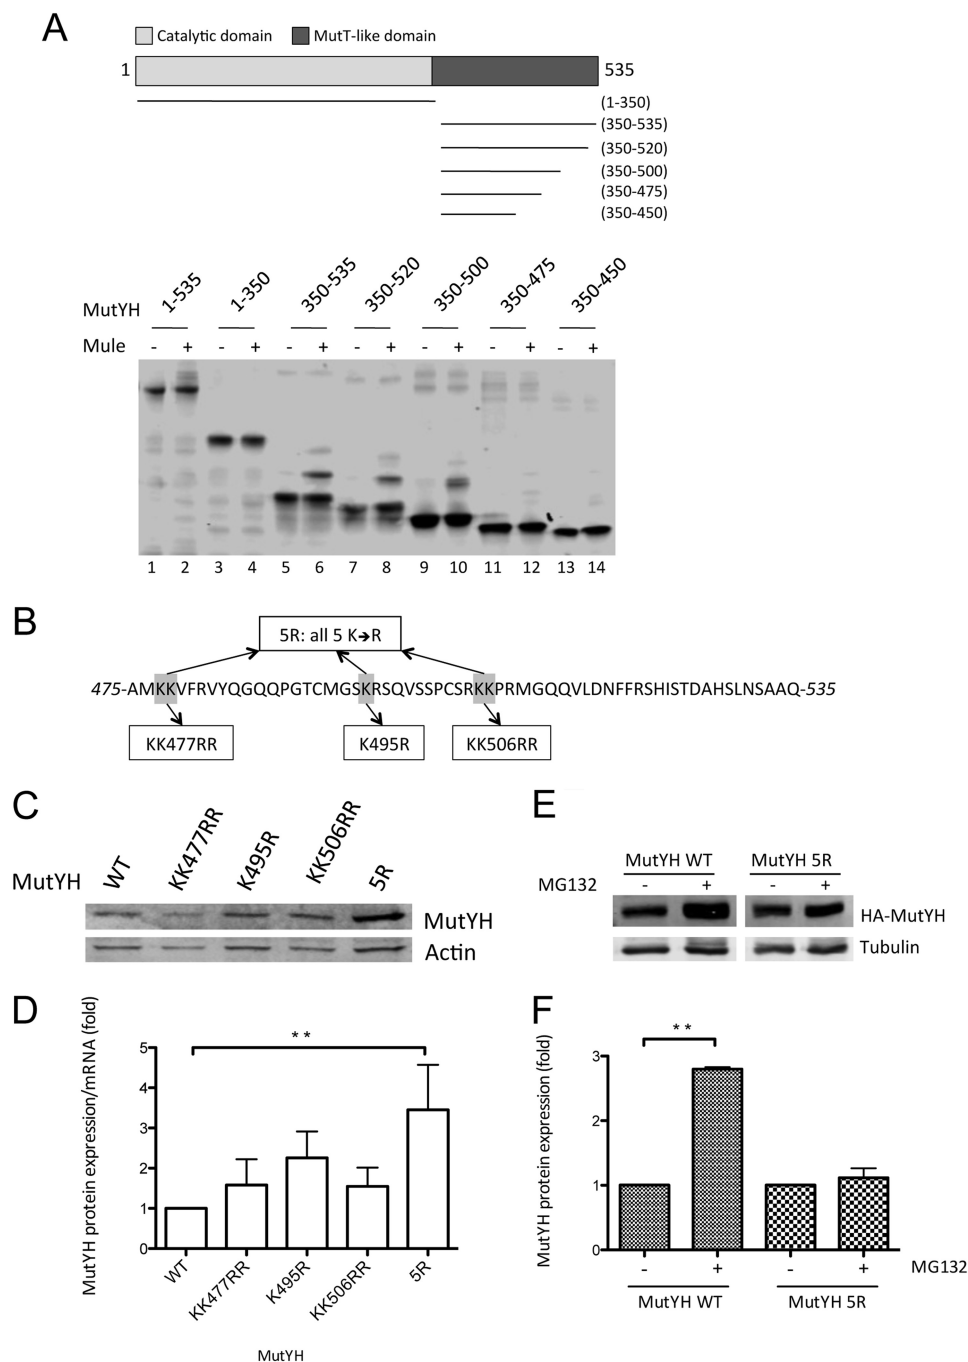 A
Catalytic domain MutT-like domain
1 535
(1-350)
(350-535)
(350-520)
(350-500)
(350-475)
(350-450)
MutYH 1-535 1-350 350-535 350-520 350-500 350-475 350-450
Mule - + - + - + - + - + - + - +
1 2 3 4 5 6 7 8 9 10 11 12 13 14
B
5R: all 5 K→R
475-AMKKVFRVYQGQQPGTCMGSKRSQVSSPCSRKKPRMGQQVLDNFFRSHISTDAHSLNSAAQ-535
KK477RR K495R KK506RR
C
MutYH WT KK477RR K495R KK506RR 5R
MutYH
Actin
E
MutYH WT MutYH 5R
MG132 - + - +
HA-MutYH
Tubulin
D
MutYH protein expression/mRNA (fold)
**
5
4
3
2
1
0
WT KK477RR K495R KK506RR 5R
MutYH
F
MutYH protein expression (fold)
**
3
2
1
0
- + - + MG132
MutYH WT MutYH 5R